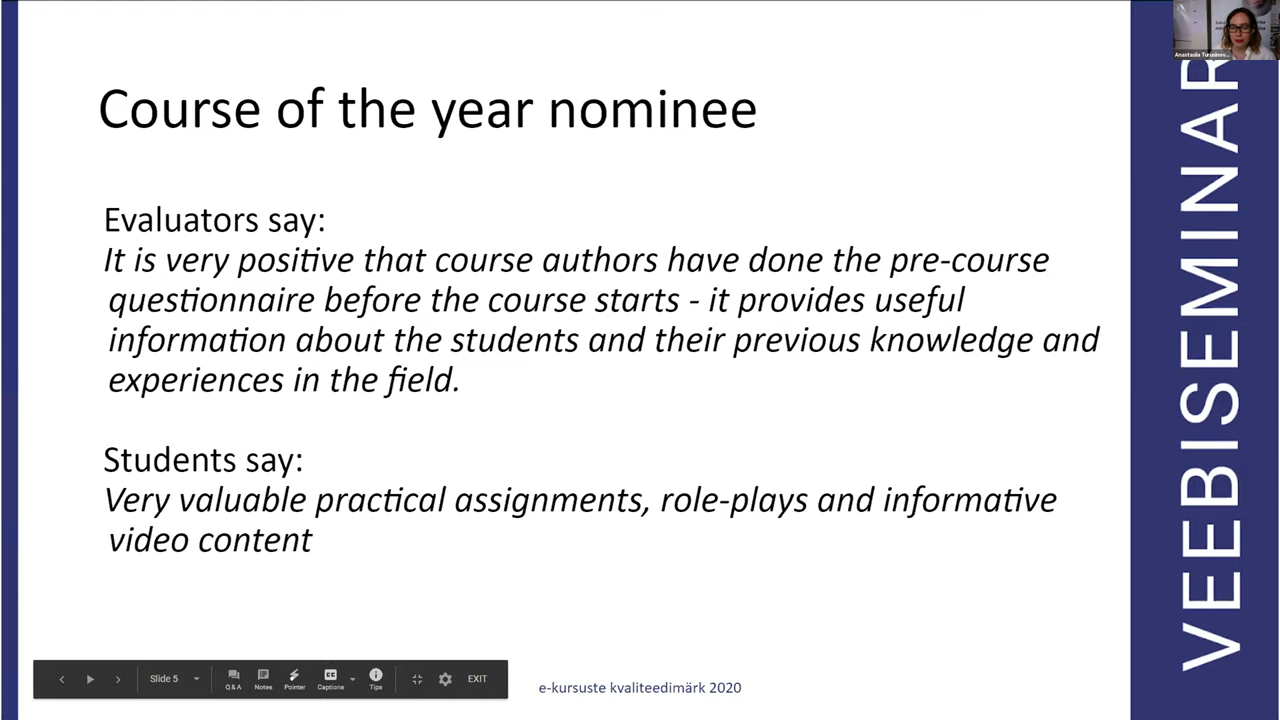 Course of the year nominee
Evaluators say:
It is very positive that course authors have done the pre-course
questionnaire before the course starts - it provides useful
information about the students and their previous knowledge and
experiences in the field.
Students say:
Very valuable practical assignments, role-plays and informative
video content
Slide 5
Q & A
Notes
Pointer
Captions
Tips
EXIT
e-kursuste kvaliteedimärk 2020
VEEBISEMINAR